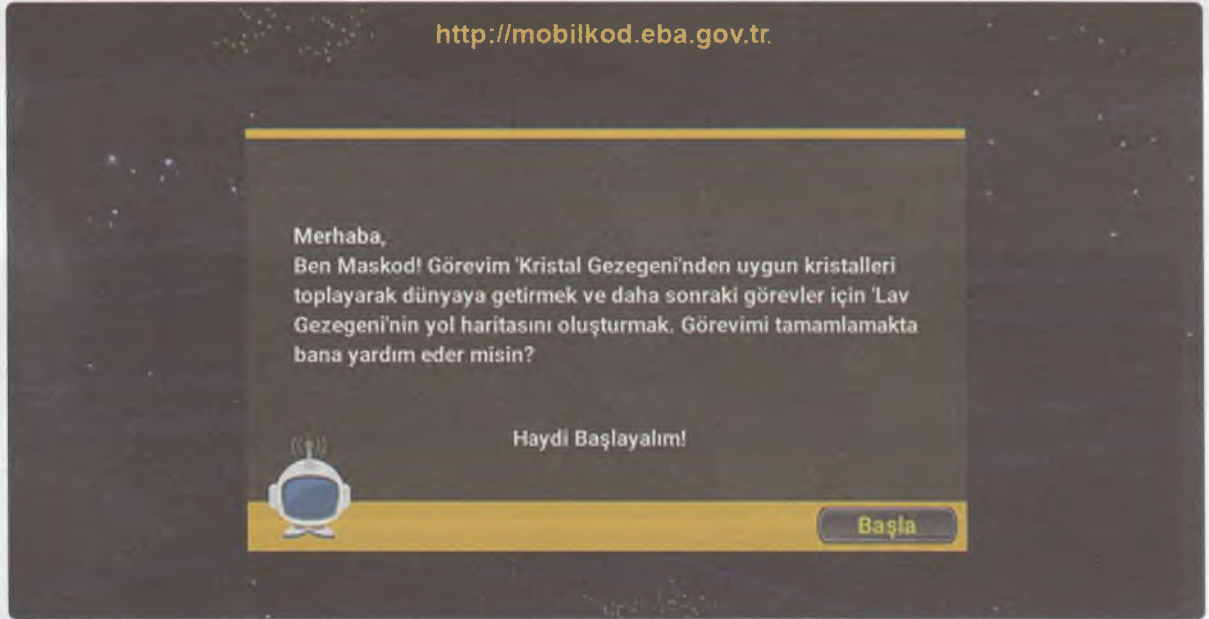 http://mobilkod.eba.gov.tr
Merhaba,
Ben Maskod! Görevim 'Kristal Gezegeni'nden uygun kristalleri
toplayarak dünyaya getirmek ve daha sonraki görevler için 'Lav
Gezegeni'nin yol haritasını oluşturmak. Görevimi tamamlamakta
bana yardım eder misin?
Haydi Başlayalım!
Başla